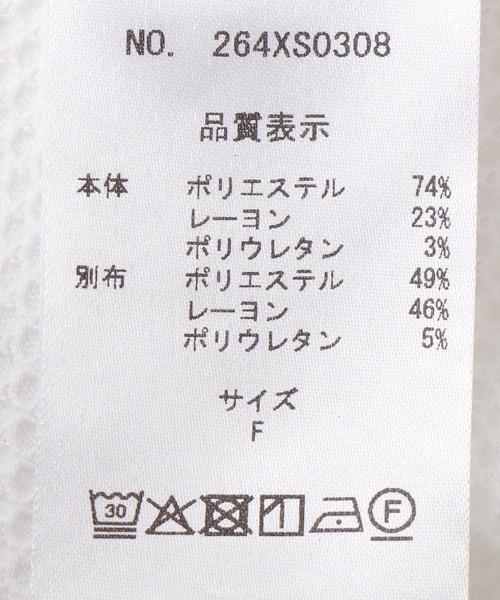 NO. 264XS0308
品質表示
本体 ポリエステル 74%
レーヨン 23%
ポリウレタン 3%
別布 ポリエステル 49%
レーヨン 46%
ポリウレタン 5%
サイズ
F
30 F